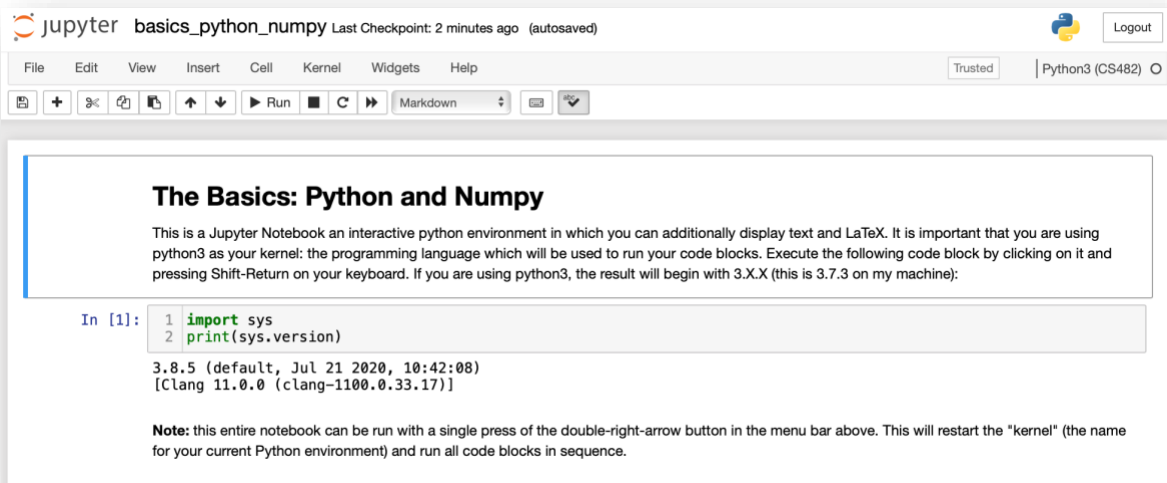 jupyter basics_python_numpy Last Checkpoint: 2 minutes ago (autosaved) Logout
File Edit View Insert Cell Kernel Widgets Help Trusted Python3 (CS482)
Run Markdown abc
The Basics: Python and Numpy
This is a Jupyter Notebook an interactive python environment in which you can additionally display text and LaTeX. It is important that you are using
python3 as your kernel: the programming language which will be used to run your code blocks. Execute the following code block by clicking on it and
pressing Shift-Return on your keyboard. If you are using python3, the result will begin with 3.X.X (this is 3.7.3 on my machine):
In [1]: 1 import sys
2 print(sys.version)
3.8.5 (default, Jul 21 2020, 10:42:08)
[Clang 11.0.0 (clang-1100.0.33.17)]
Note: this entire notebook can be run with a single press of the double-right-arrow button in the menu bar above. This will restart the "kernel" (the name
for your current Python environment) and run all code blocks in sequence.